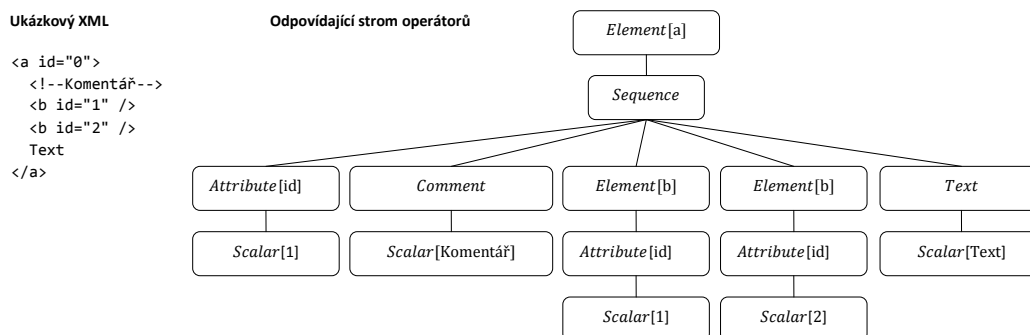 Ukázkový XML
Odpovídající strom operátorů
<a id="0">
<!--Komentář-->
<b id="1" />
<b id="2" />
Text
</a>
Element[a]
Sequence
Attribute[id] Comment Element[b] Element[b] Text
Scalar[1] Scalar[Komentář] Attribute[id] Attribute[id] Scalar[Text]
Scalar[1] Scalar[2]